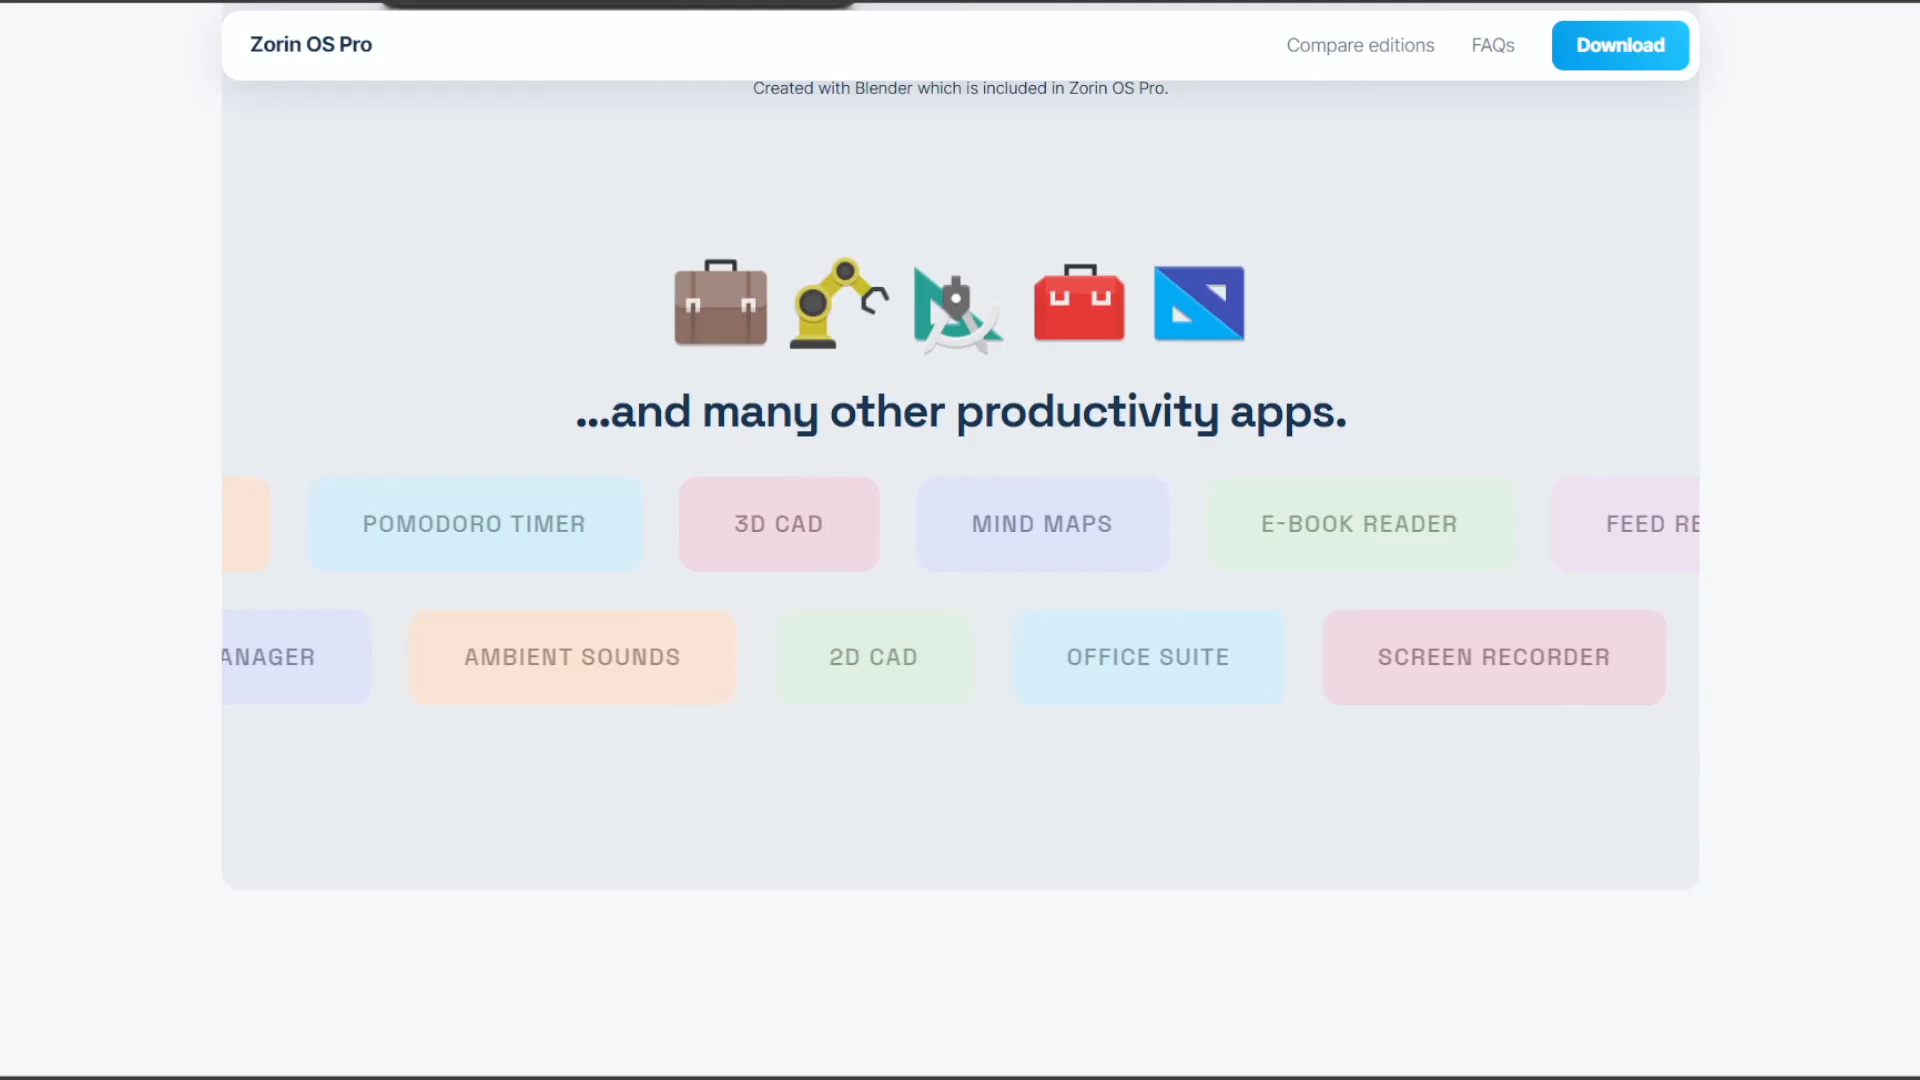 Zorin OS Pro
Compare editions
FAQs
Download
Created with Blender which is included in Zorin OS Pro.
...and many other productivity apps.
POMODORO TIMER
3D CAD
MIND MAPS
E-BOOK READER
FEED RE
ANAGER
AMBIENT SOUNDS
2D CAD
OFFICE SUITE
SCREEN RECORDER